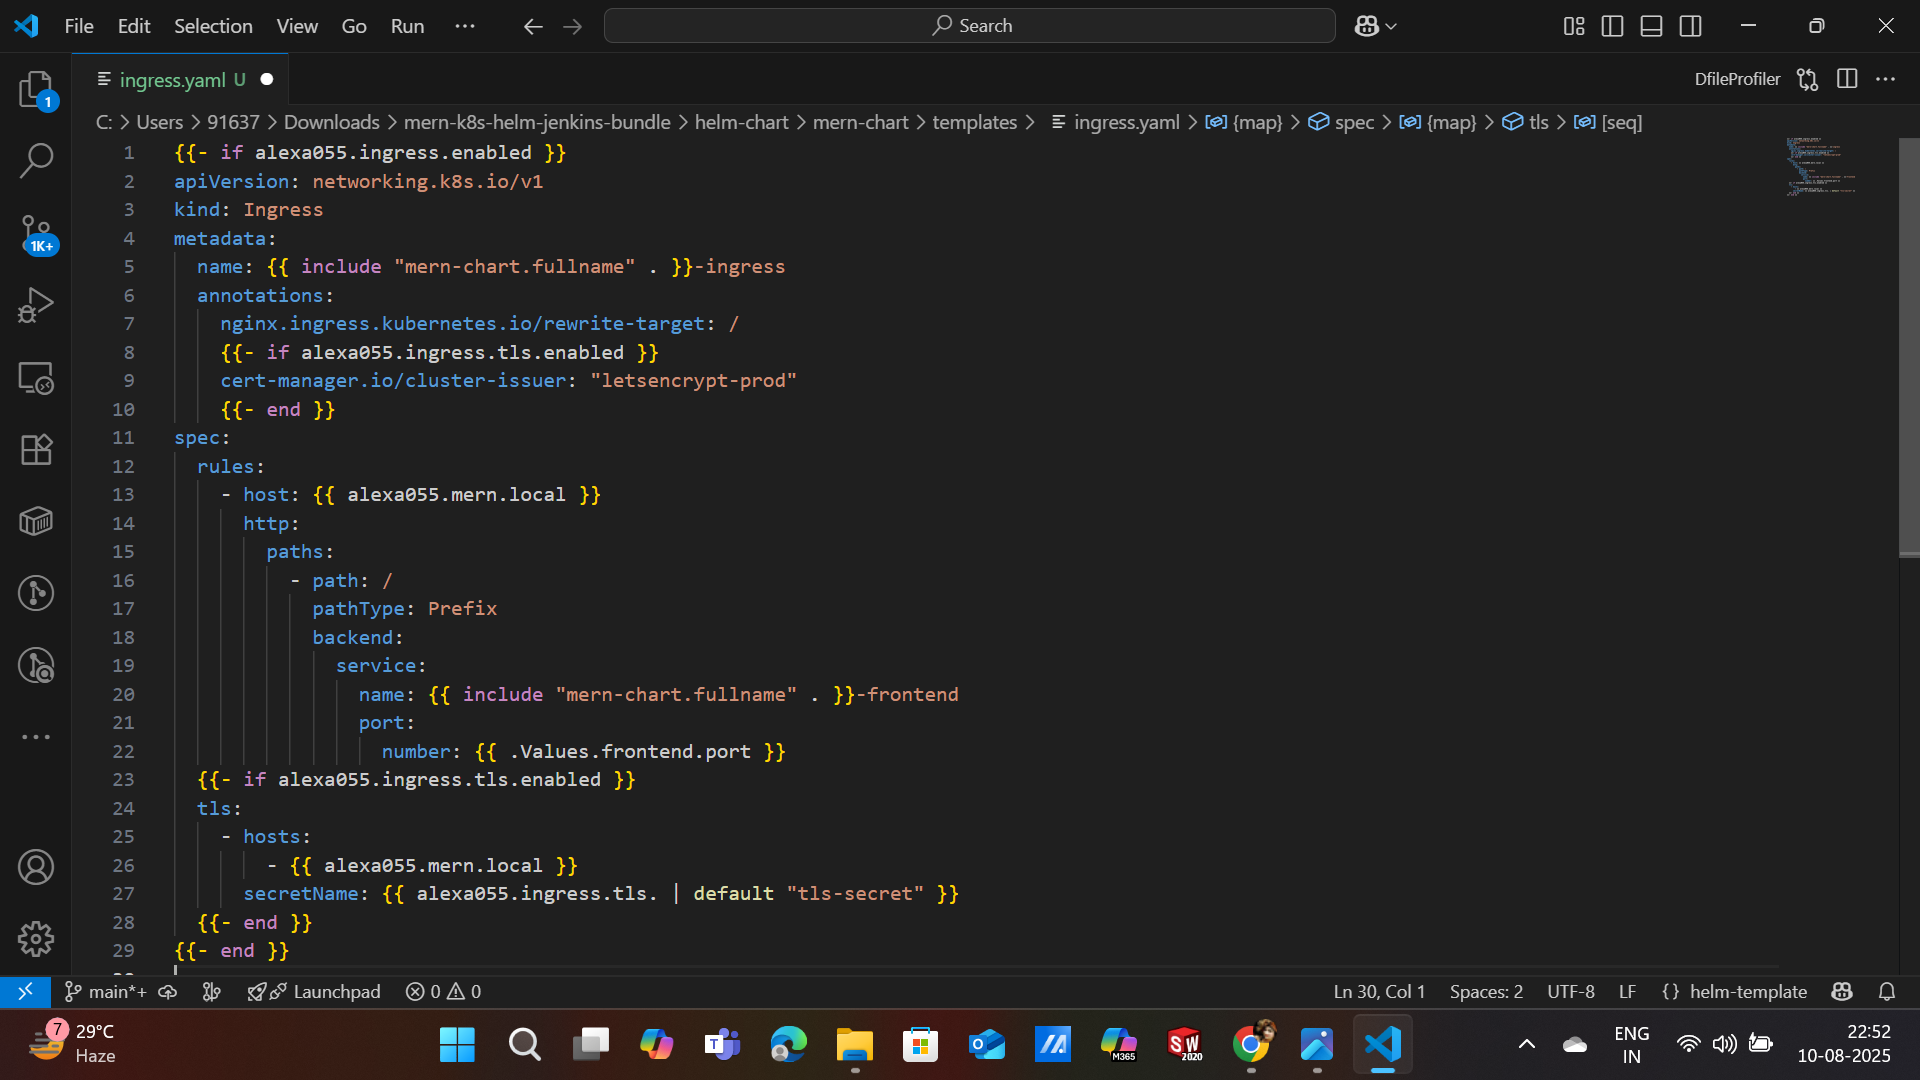 File Edit Selection View Go Run ··· Search
ingress.yaml U DfileProfiler
C: > Users > 91637 > Downloads > mern-k8s-helm-jenkins-bundle > helm-chart > mern-chart > templates > ingress.yaml > {map} > spec > {map} > tls > [seq]
1 {{- if alexa055.ingress.enabled }}
2 apiVersion: networking.k8s.io/v1
3 kind: Ingress
4 metadata:
5   name: {{ include "mern-chart.fullname" . }}-ingress
6   annotations:
7     nginx.ingress.kubernetes.io/rewrite-target: /
8     {{- if alexa055.ingress.tls.enabled }}
9     cert-manager.io/cluster-issuer: "letsencrypt-prod"
10     {{- end }}
11 spec:
12   rules:
13     - host: {{ alexa055.mern.local }}
14       http:
15         paths:
16           - path: /
17             pathType: Prefix
18             backend:
19               service:
20                 name: {{ include "mern-chart.fullname" . }}-frontend
21                 port:
22                   number: {{ .Values.frontend.port }}
23   {{- if alexa055.ingress.tls.enabled }}
24   tls:
25     - hosts:
26         - {{ alexa055.mern.local }}
27       secretName: {{ alexa055.ingress.tls. | default "tls-secret" }}
28   {{- end }}
29 {{- end }}
1
1K+
main*+ Launchpad 0 0 Ln 30, Col 1 Spaces: 2 UTF-8 LF {} helm-template
7 29°C
Haze
T
M365
SW
2020
ENG
IN
22:52
10-08-2025